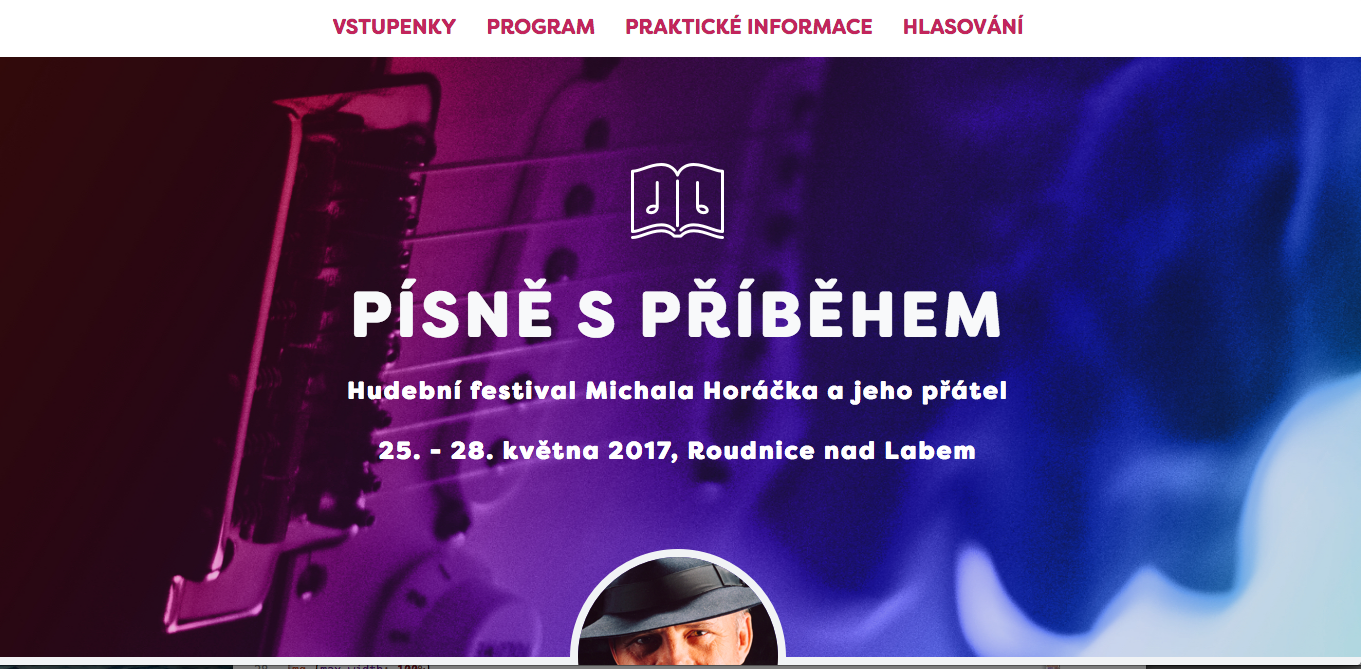 VSTUPENKY PROGRAM PRAKTICKÉ INFORMACE HLASOVÁNÍ
PÍSNĚ S PŘÍBĚHEM
Hudební festival Michala Horáčka a jeho přátel
25. - 28. května 2017, Roudnice nad Labem